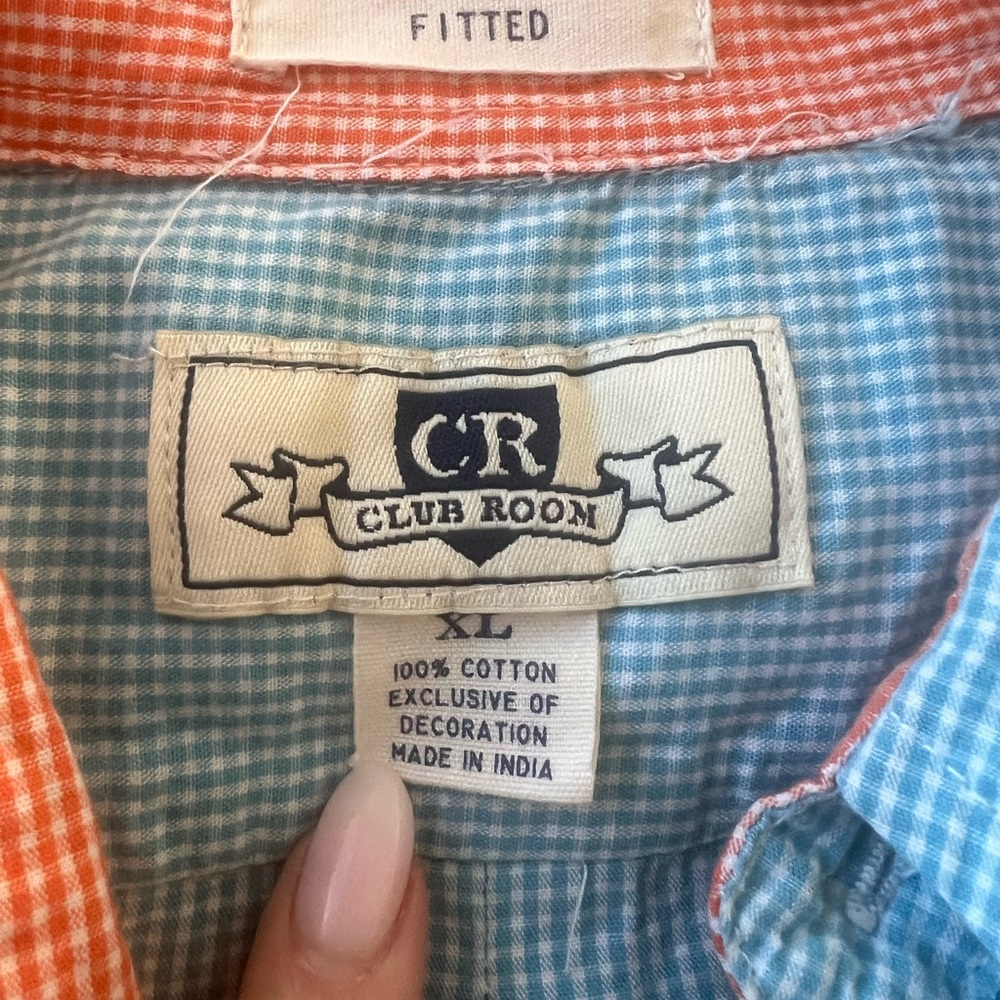 FITTED
CR
CLUB ROOM
XL
100% COTTON
EXCLUSIVE OF
DECORATION
MADE IN INDIA